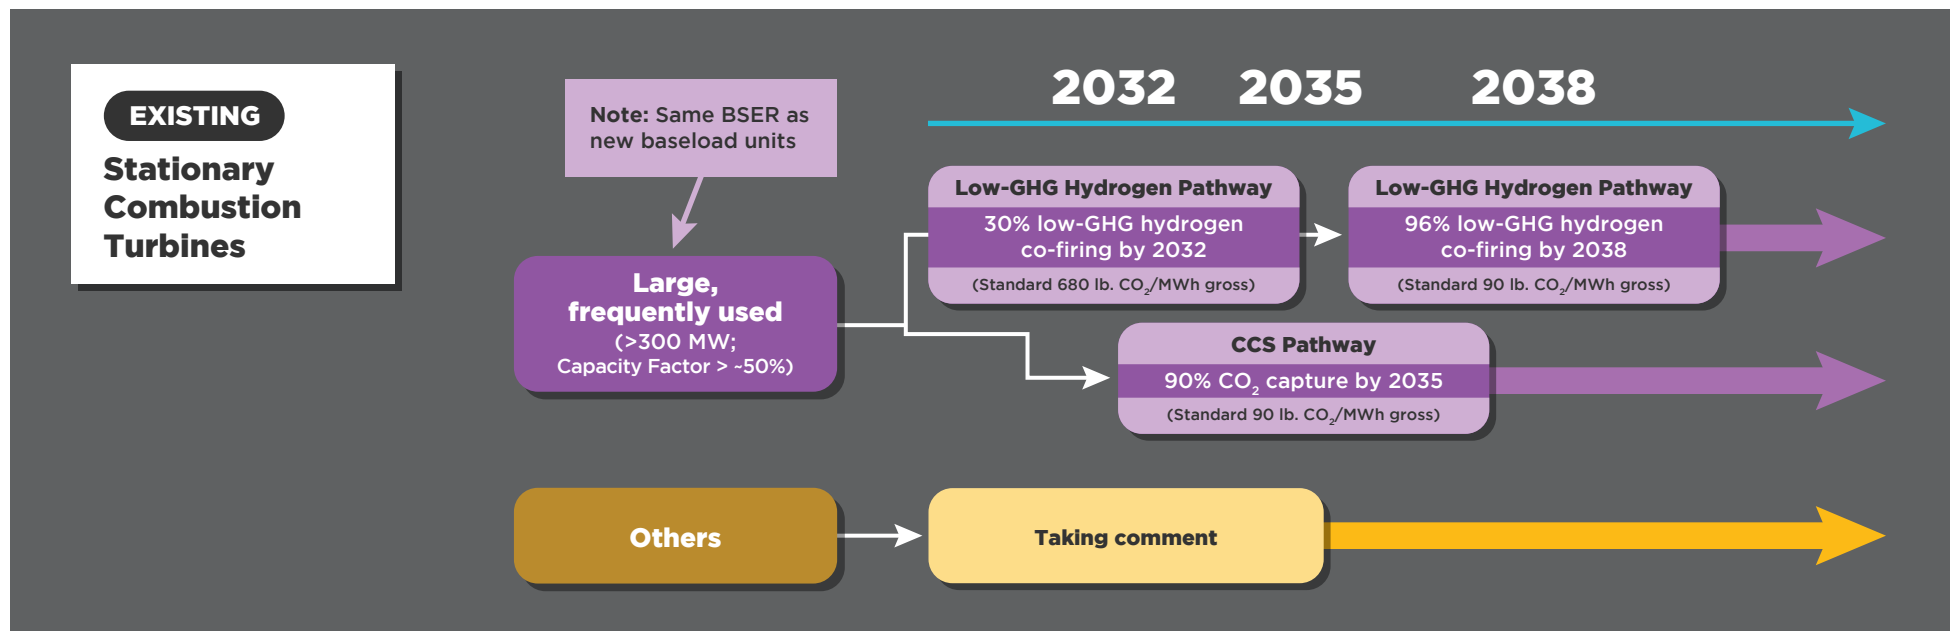 EXISTING
Stationary
Combustion
Turbines
Note: Same BSER as
new baseload units
2032 2035 2038
Large,
frequently used
(>300 MW;
Capacity Factor > ~50%)
Low-GHG Hydrogen Pathway
30% low-GHG hydrogen
co-firing by 2032
(Standard 680 lb. CO₂/MWh gross)
Low-GHG Hydrogen Pathway
96% low-GHG hydrogen
co-firing by 2038
(Standard 90 lb. CO₂/MWh gross)
CCS Pathway
90% CO₂ capture by 2035
(Standard 90 lb. CO₂/MWh gross)
Others
Taking comment